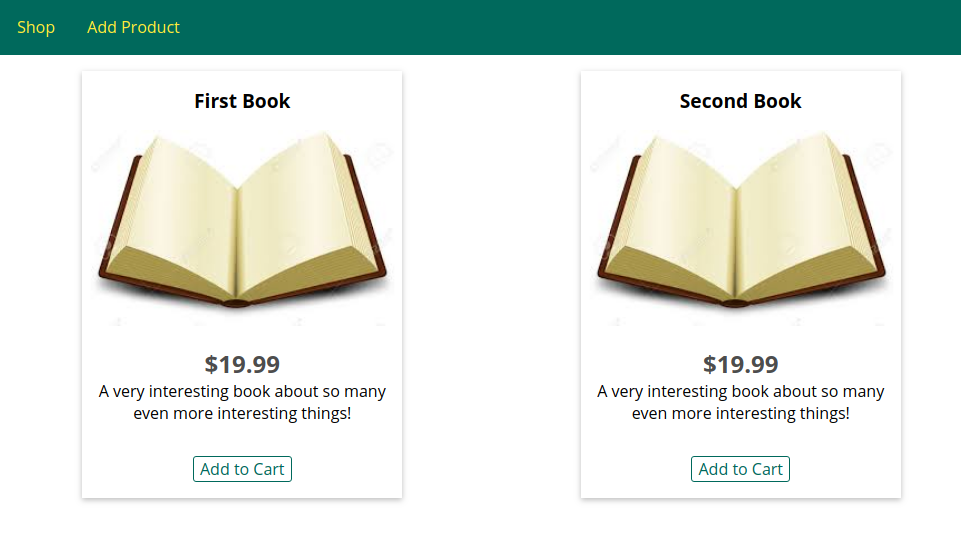 Shop
Add Product
First Book
$19.99
A very interesting book about so many
even more interesting things!
Add to Cart
Second Book
$19.99
A very interesting book about so many
even more interesting things!
Add to Cart